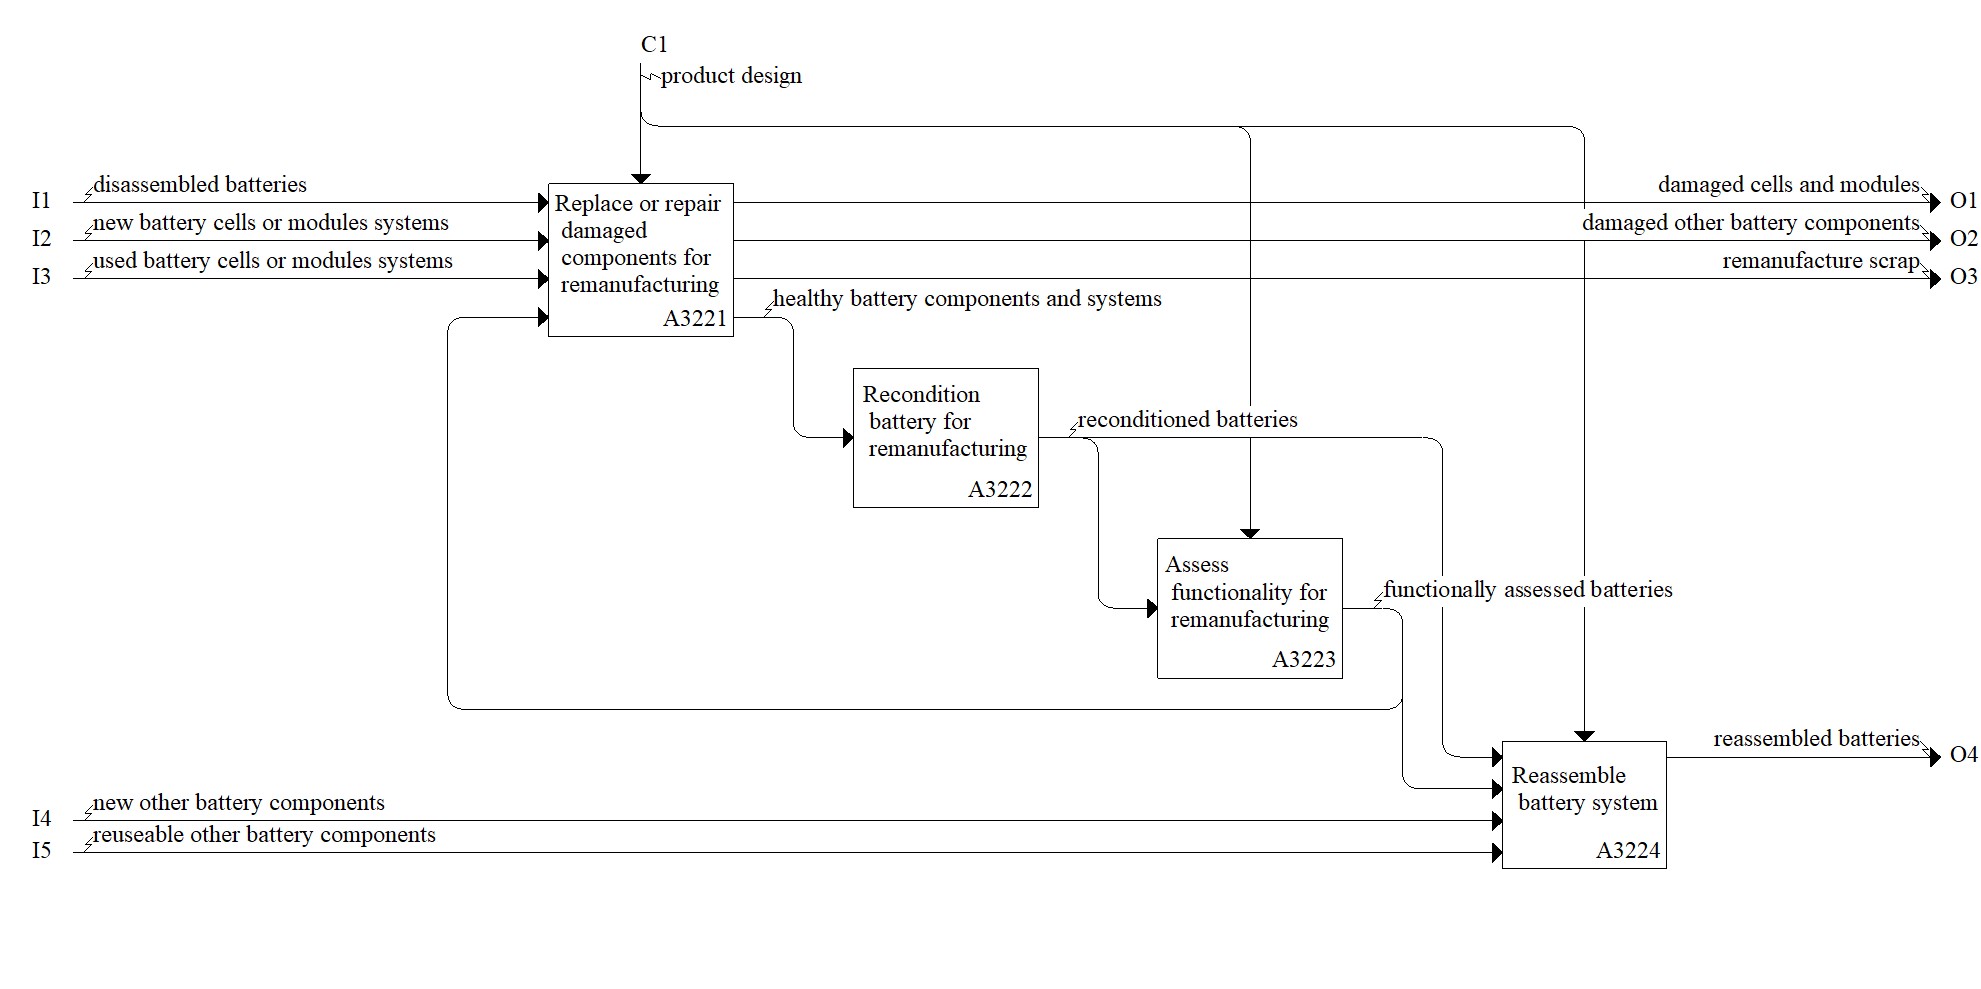 C1
product design
I1
disassembled batteries
I2
new battery cells or modules systems
I3
used battery cells or modules systems
Replace or repair
damaged
components for
remanufacturing
A3221
damaged cells and modules
O1
damaged other battery components
O2
remanufacture scrap
O3
healthy battery components and systems
Recondition
battery for
remanufacturing
A3222
reconditioned batteries
Assess
functionality for
remanufacturing
A3223
functionally assessed batteries
Reassemble
battery system
A3224
reassembled batteries
O4
I4
new other battery components
I5
reuseable other battery components